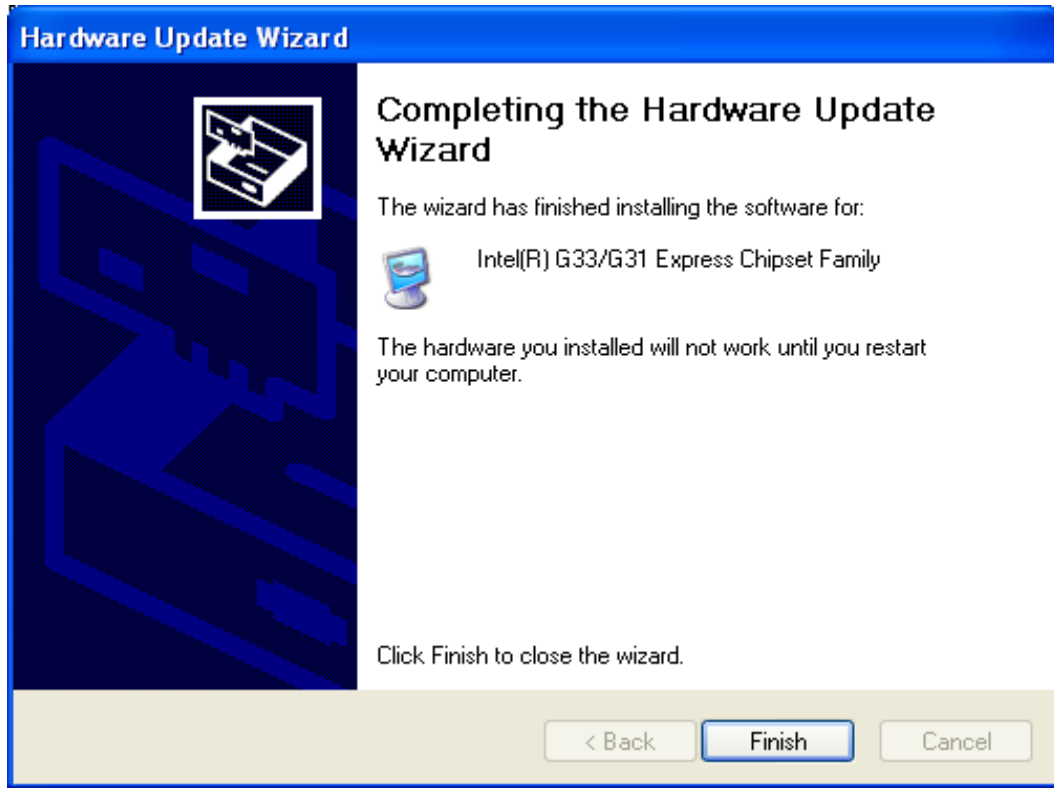 Hardware Update Wizard
Completing the Hardware Update
Wizard
The wizard has finished installing the software for:
Intel(R) G33/G31 Express Chipset Family
The hardware you installed will not work until you restart
your computer.
Click Finish to close the wizard.
< Back
Finish
Cancel